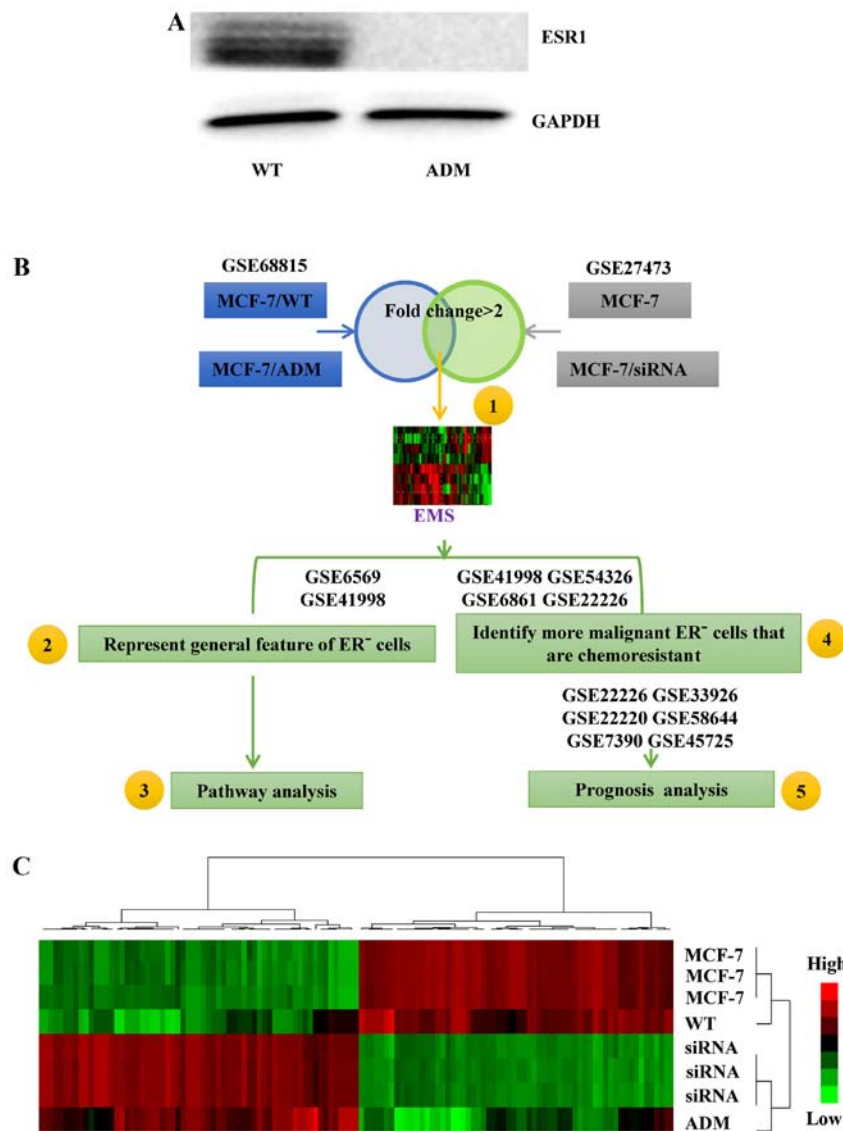 A
ESR1
GAPDH
WT ADM
B
GSE68815
MCF-7/WT
MCF-7/ADM
Fold change>2
GSE27473
MCF-7
MCF-7/siRNA
1
EMS
GSE6569
GSE41998
GSE41998 GSE54326
GSE6861 GSE22226
2
Represent general feature of ER⁻ cells
Identify more malignant ER⁻ cells that
are chemoresistant
4
GSE22226 GSE33926
GSE22220 GSE58644
GSE7390 GSE45725
3
Pathway analysis
Prognosis analysis
5
C
MCF-7
MCF-7
MCF-7
WT
siRNA
siRNA
siRNA
ADM
High
Low